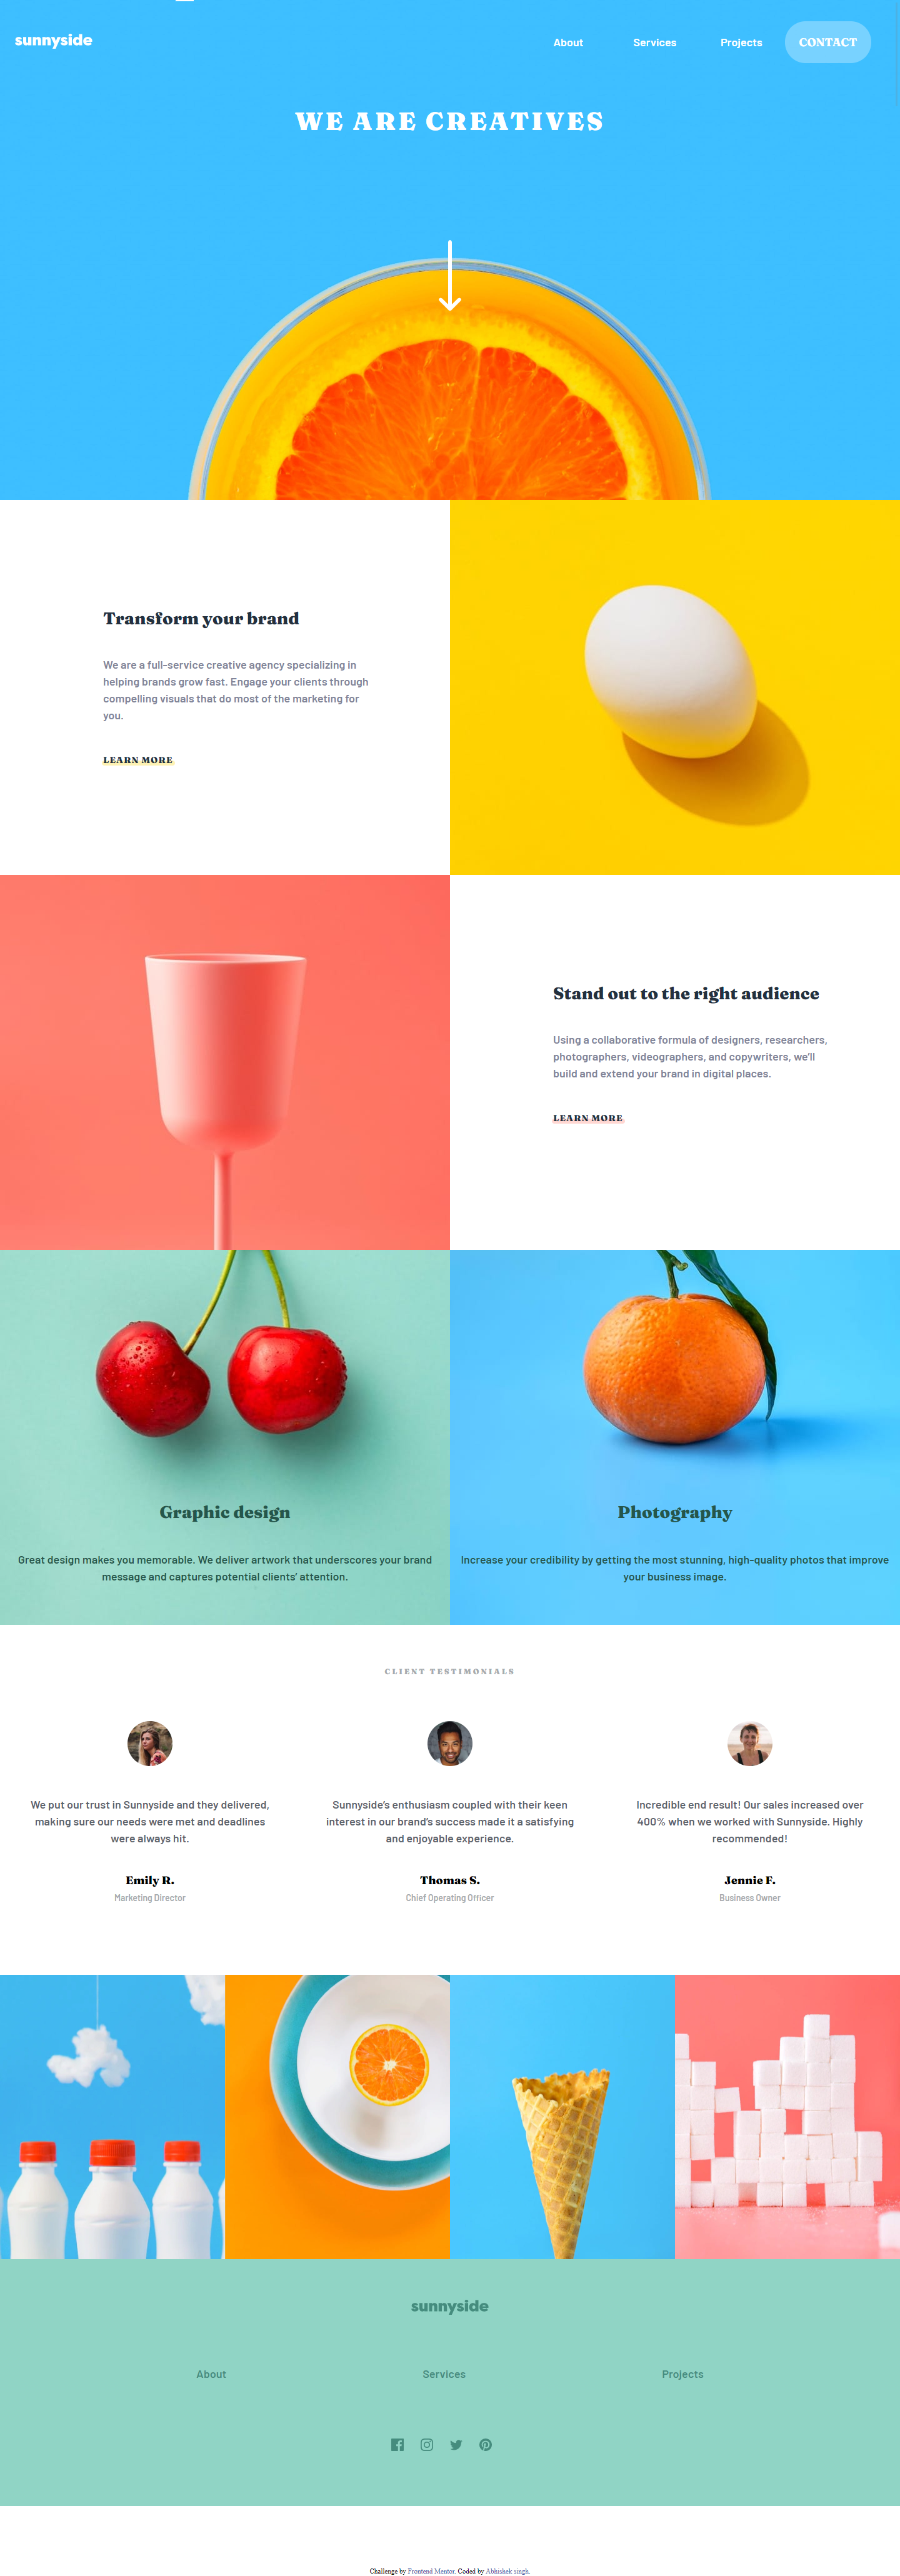 sunnyside
About Services Projects CONTACT
WE ARE CREATIVES
Transform your brand
We are a full-service creative agency specializing in
helping brands grow fast. Engage your clients through
compelling visuals that do most of the marketing for
you.
LEARN MORE
Stand out to the right audience
Using a collaborative formula of designers, researchers,
photographers, videographers, and copywriters, we'll
build and extend your brand in digital places.
LEARN MORE
Graphic design
Great design makes you memorable. We deliver artwork that underscores your brand
message and captures potential clients' attention.
Photography
Increase your credibility by getting the most stunning, high-quality photos that improve
your business image.
CLIENT TESTIMONIALS
We put our trust in Sunnyside and they delivered,
making sure our needs were met and deadlines
were always hit.
Emily R.
Marketing Director
Sunnyside's enthusiasm coupled with their keen
interest in our brand's success made it a satisfying
and enjoyable experience.
Thomas S.
Chief Operating Officer
Incredible end result! Our sales increased over
400% when we worked with Sunnyside. Highly
recommended!
Jennie F.
Business Owner
sunnyside
About Services Projects
Challenge by Frontend Mentor. Coded by Abhishek singh.